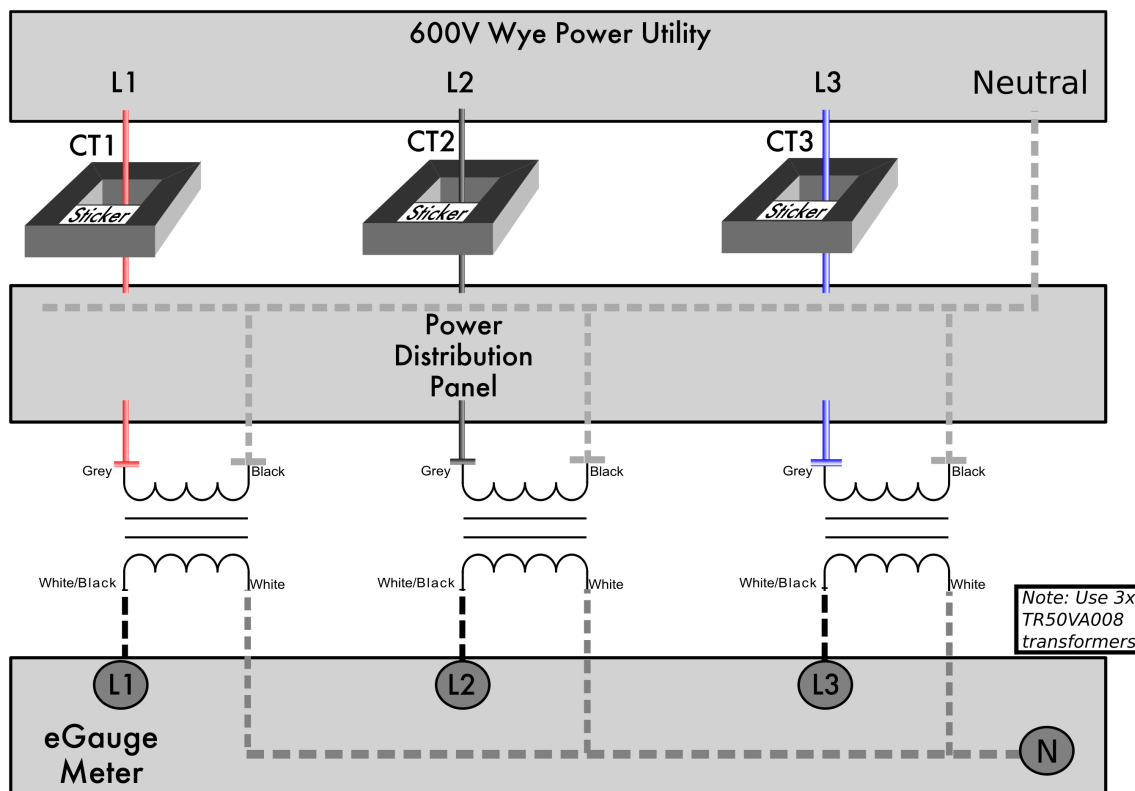 600V Wye Power Utility
L1
L2
L3
Neutral
CT1
CT2
CT3
Sticker
Sticker
Sticker
Power
Distribution
Panel
Grey
Black
Grey
Black
Grey
Black
White/Black
White
White/Black
White
White/Black
White
Note: Use 3x
TR50VA008
transformers
L1
L2
L3
eGauge
Meter
N